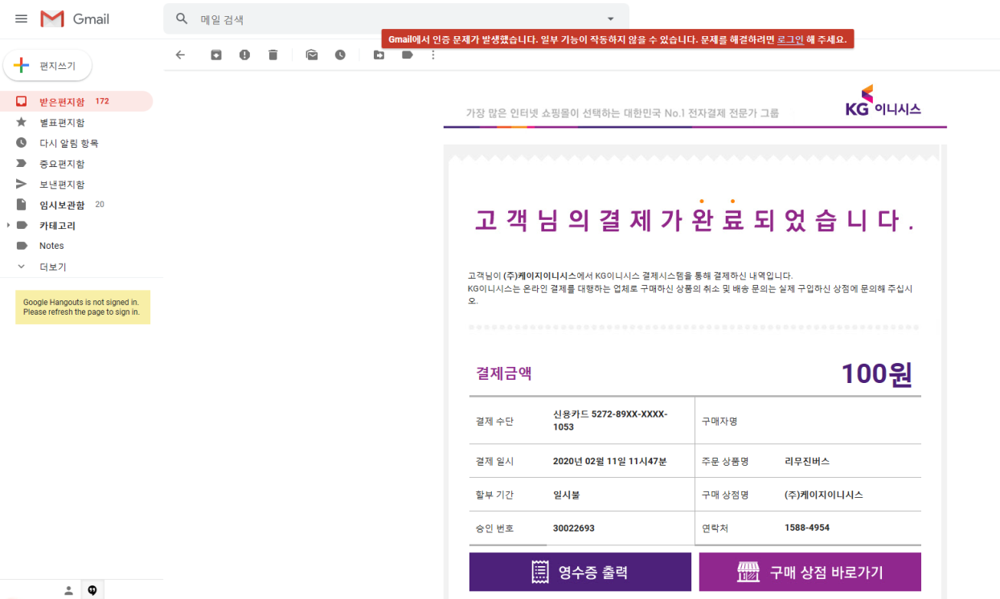 Gmail
메일 검색
Gmail에서 인증 문제가 발생했습니다. 일부 기능이 작동하지 않을 수 있습니다. 문제를 해결하려면 로그인 해 주세요.
편지쓰기
받은편지함 172
별표편지함
다시 알림 항목
중요편지함
보낸편지함
임시보관함 20
카테고리
Notes
더보기
Google Hangouts is not signed in.
Please refresh the page to sign in.
가장 많은 인터넷 쇼핑몰이 선택하는 대한민국 No.1 전자결제 전문가 그룹
KG 이니시스
고객님의결제가완료되었습니다.
고객님이 (주)케이지이니시스에서 KG이니시스 결제시스템을 통해 결제하신 내역입니다.
KG이니시스는 온라인 결제를 대행하는 업체로 구매하신 상품의 취소 및 배송 문의는 실제 구입하신 상점에 문의해 주십시
오.
결제금액 100원
결제 수단 신용카드 5272-89XX-XXXX-
1053
구매자명
결제 일시 2020년 02월 11일 11시47분 주문 상품명 리무진버스
할부 기간 일시불 구매 상점명 (주)케이지이니시스
승인 번호 30022693 연락처 1588-4954
영수증 출력 구매 상점 바로가기